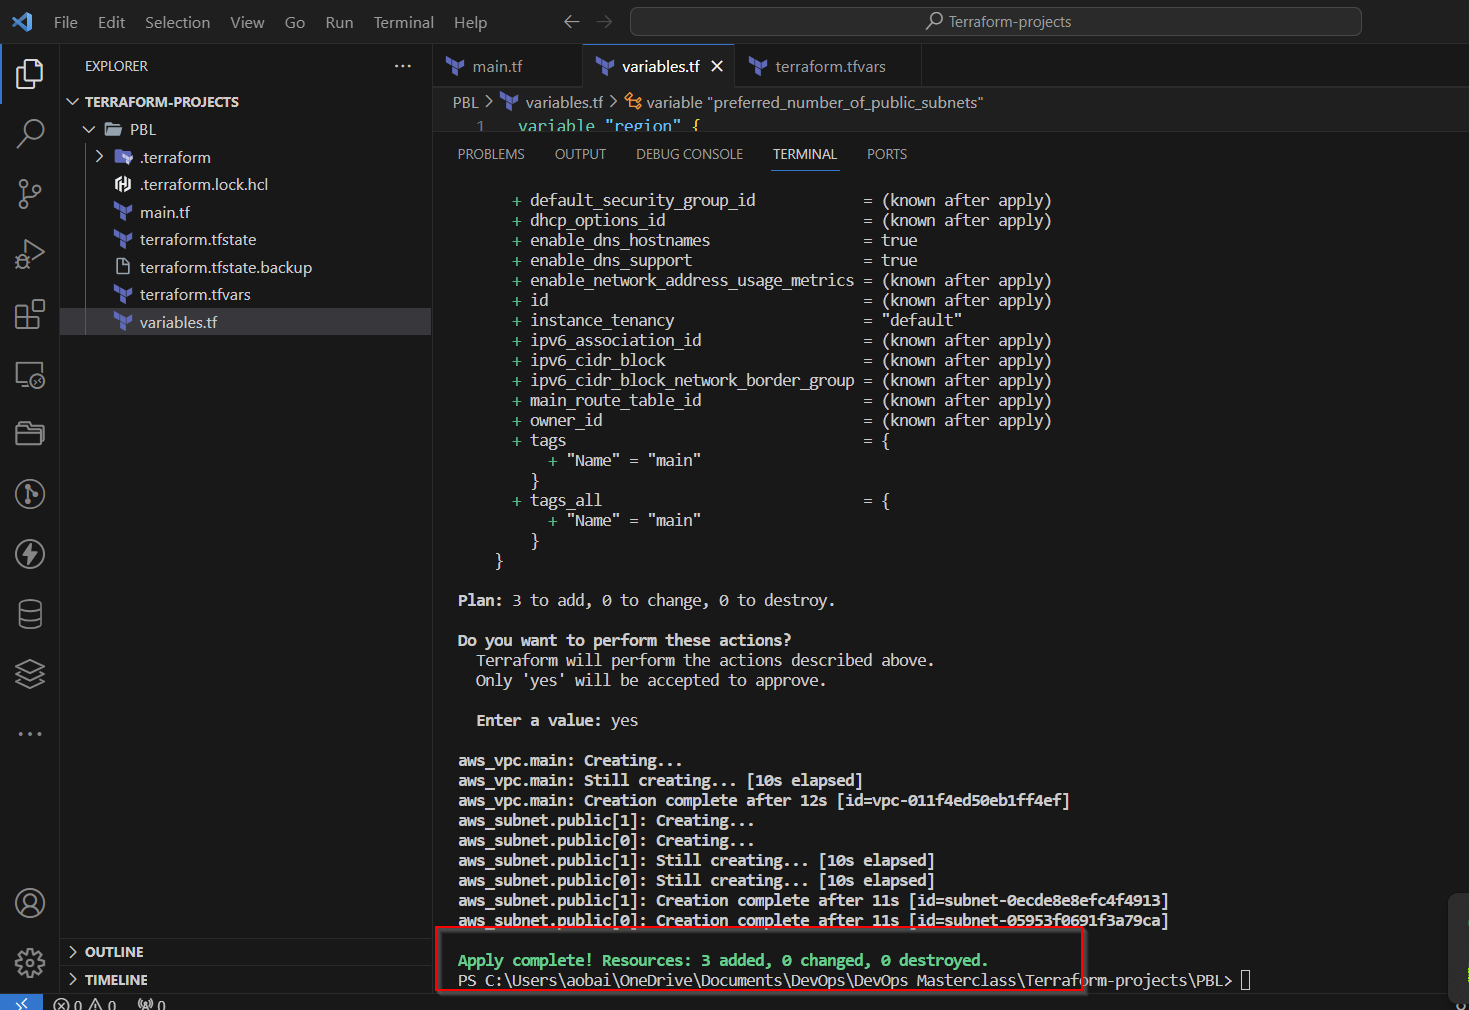 File Edit Selection View Go Run Terminal Help
Terraform-projects
EXPLORER
TERRAFORM-PROJECTS
PBL
.terraform
.terraform.lock.hcl
main.tf
terraform.tfstate
terraform.tfstate.backup
terraform.tfvars
variables.tf
OUTLINE
TIMELINE
0 0 0
main.tf variables.tf terraform.tfvars
PBL > variables.tf > variable "preferred_number_of_public_subnets"
1 variable "region" {
PROBLEMS OUTPUT DEBUG CONSOLE TERMINAL PORTS
+ default_security_group_id = (known after apply)
+ dhcp_options_id = (known after apply)
+ enable_dns_hostnames = true
+ enable_dns_support = true
+ enable_network_address_usage_metrics = (known after apply)
+ id = (known after apply)
+ instance_tenancy = "default"
+ ipv6_association_id = (known after apply)
+ ipv6_cidr_block = (known after apply)
+ ipv6_cidr_block_network_border_group = (known after apply)
+ main_route_table_id = (known after apply)
+ owner_id = (known after apply)
+ tags = {
+ "Name" = "main"
}
+ tags_all = {
+ "Name" = "main"
}
}
Plan: 3 to add, 0 to change, 0 to destroy.
Do you want to perform these actions?
Terraform will perform the actions described above.
Only 'yes' will be accepted to approve.
Enter a value: yes
aws_vpc.main: Creating...
aws_vpc.main: Still creating... [10s elapsed]
aws_vpc.main: Creation complete after 12s [id=vpc-011f4ed50eb1ff4ef]
aws_subnet.public[1]: Creating...
aws_subnet.public[0]: Creating...
aws_subnet.public[1]: Still creating... [10s elapsed]
aws_subnet.public[0]: Still creating... [10s elapsed]
aws_subnet.public[1]: Creation complete after 11s [id=subnet-0ecde8e8efc4f4913]
aws_subnet.public[0]: Creation complete after 11s [id=subnet-05953f0691f3a79ca]
Apply complete! Resources: 3 added, 0 changed, 0 destroyed.
PS C:\Users\aobai\OneDrive\Documents\DevOps\DevOps Masterclass\Terraform-projects\PBL>